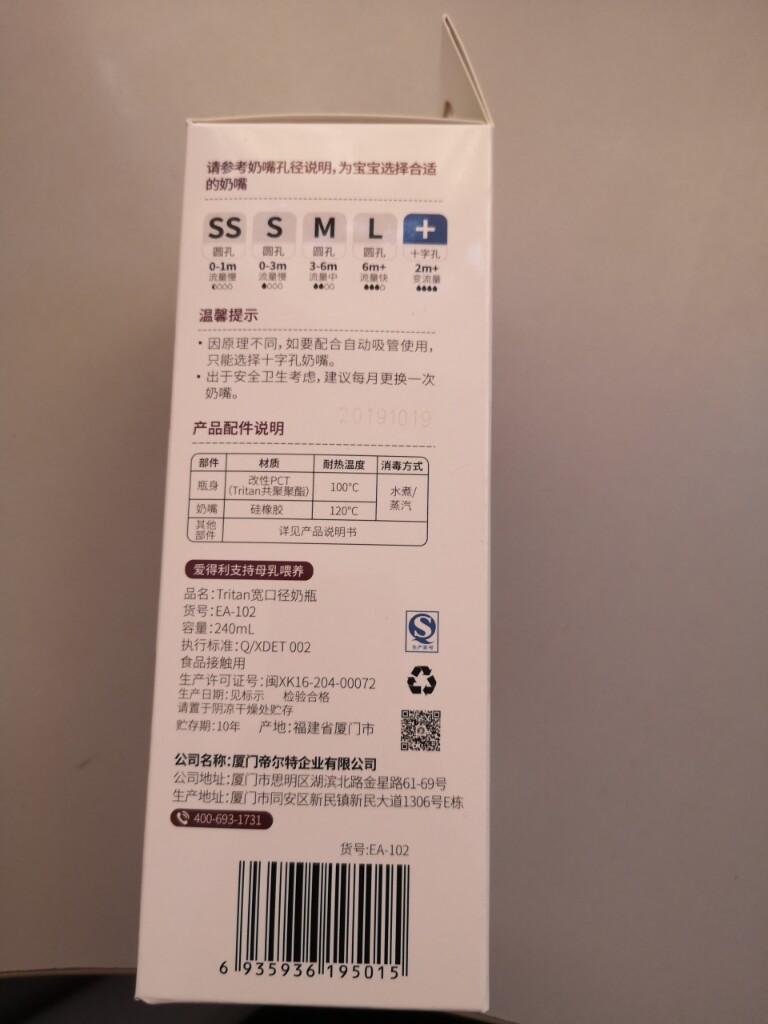 请参考奶嘴孔径说明，为宝宝选择合适
的奶嘴
SS S M L +
圆孔 圆孔 圆孔 圆孔 十字孔
0-1m 0-3m 3-6m 6m+ 2m+
流量慢 流量慢 流量中 流量快 变流量
温馨提示
• 因原理不同，如要配合自动吸管使用，
只能选择十字孔奶嘴。
• 出于安全卫生考虑，建议每月更换一次
奶嘴。
20191019
产品配件说明
部件 材质 耐热温度 消毒方式
瓶身 改性PCT
(Tritan共聚聚酯) 100°C 水煮/
蒸汽
奶嘴 硅橡胶 120°C
其他
部件 详见产品说明书
爱得利支持母乳喂养
品名：Tritan宽口径奶瓶
货号：EA-102
容量：240mL
执行标准：Q/XDET 002
食品接触用
生产许可证号：闽XK16-204-00072
生产日期：见标示 检验合格
请置于阴凉干燥处贮存
贮存期：10年 产地：福建省厦门市
生产许可
公司名称：厦门帝尔特企业有限公司
公司地址：厦门市思明区湖滨北路金星路61-69号
生产地址：厦门市同安区新民镇新民大道1306号E栋
400-693-1731
货号:EA-102
6 935936 195015